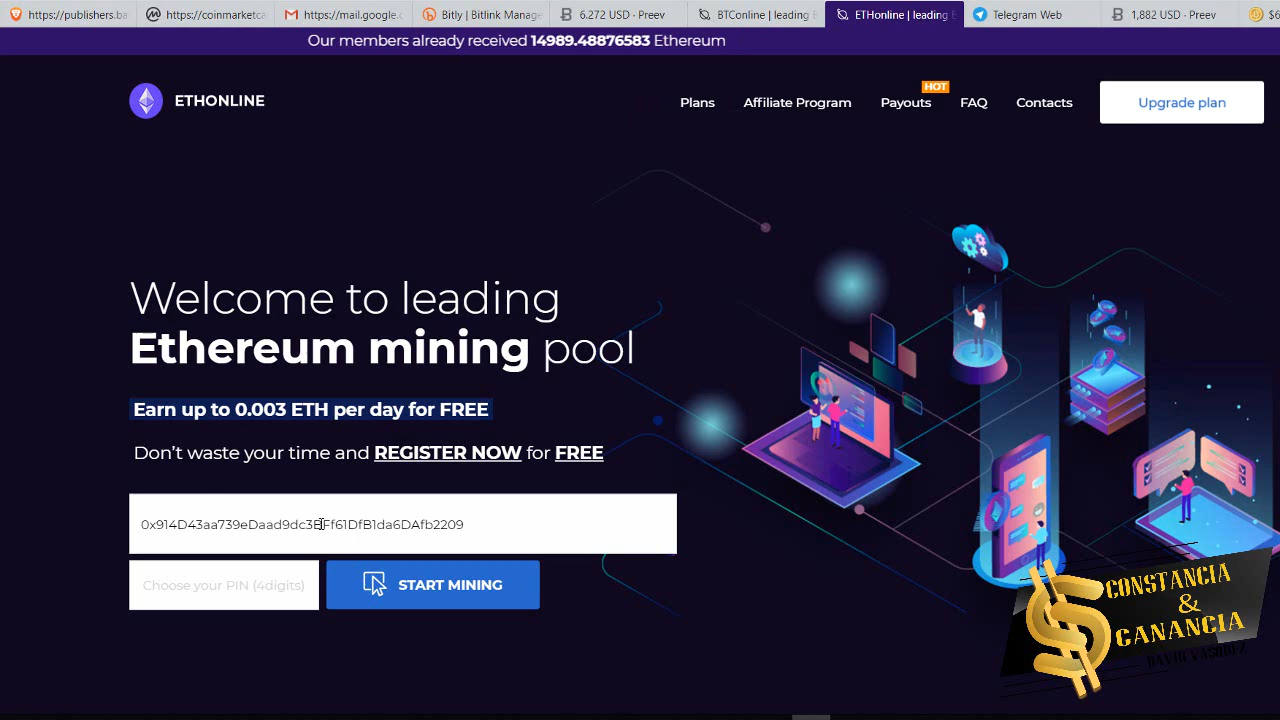 https://publishers.ba
https://coinmarketca
https://mail.google.c
Bitly | Bitlink Manage
6.272 USD - Preev
BTConline | leading B
ETHonline | leading E
Telegram Web
1,882 USD - Preev
Our members already received 14989.48876583 Ethereum
ETHONLINE
Plans
Affiliate Program
Payouts
HOT
FAQ
Contacts
Upgrade plan
Welcome to leading
Ethereum mining pool
Earn up to 0.003 ETH per day for FREE
Don't waste your time and REGISTER NOW for FREE
Choose your PIN (4digits)
START MINING
CONSTANCIA
&
GANANCIA
DAVID VASQUEZ